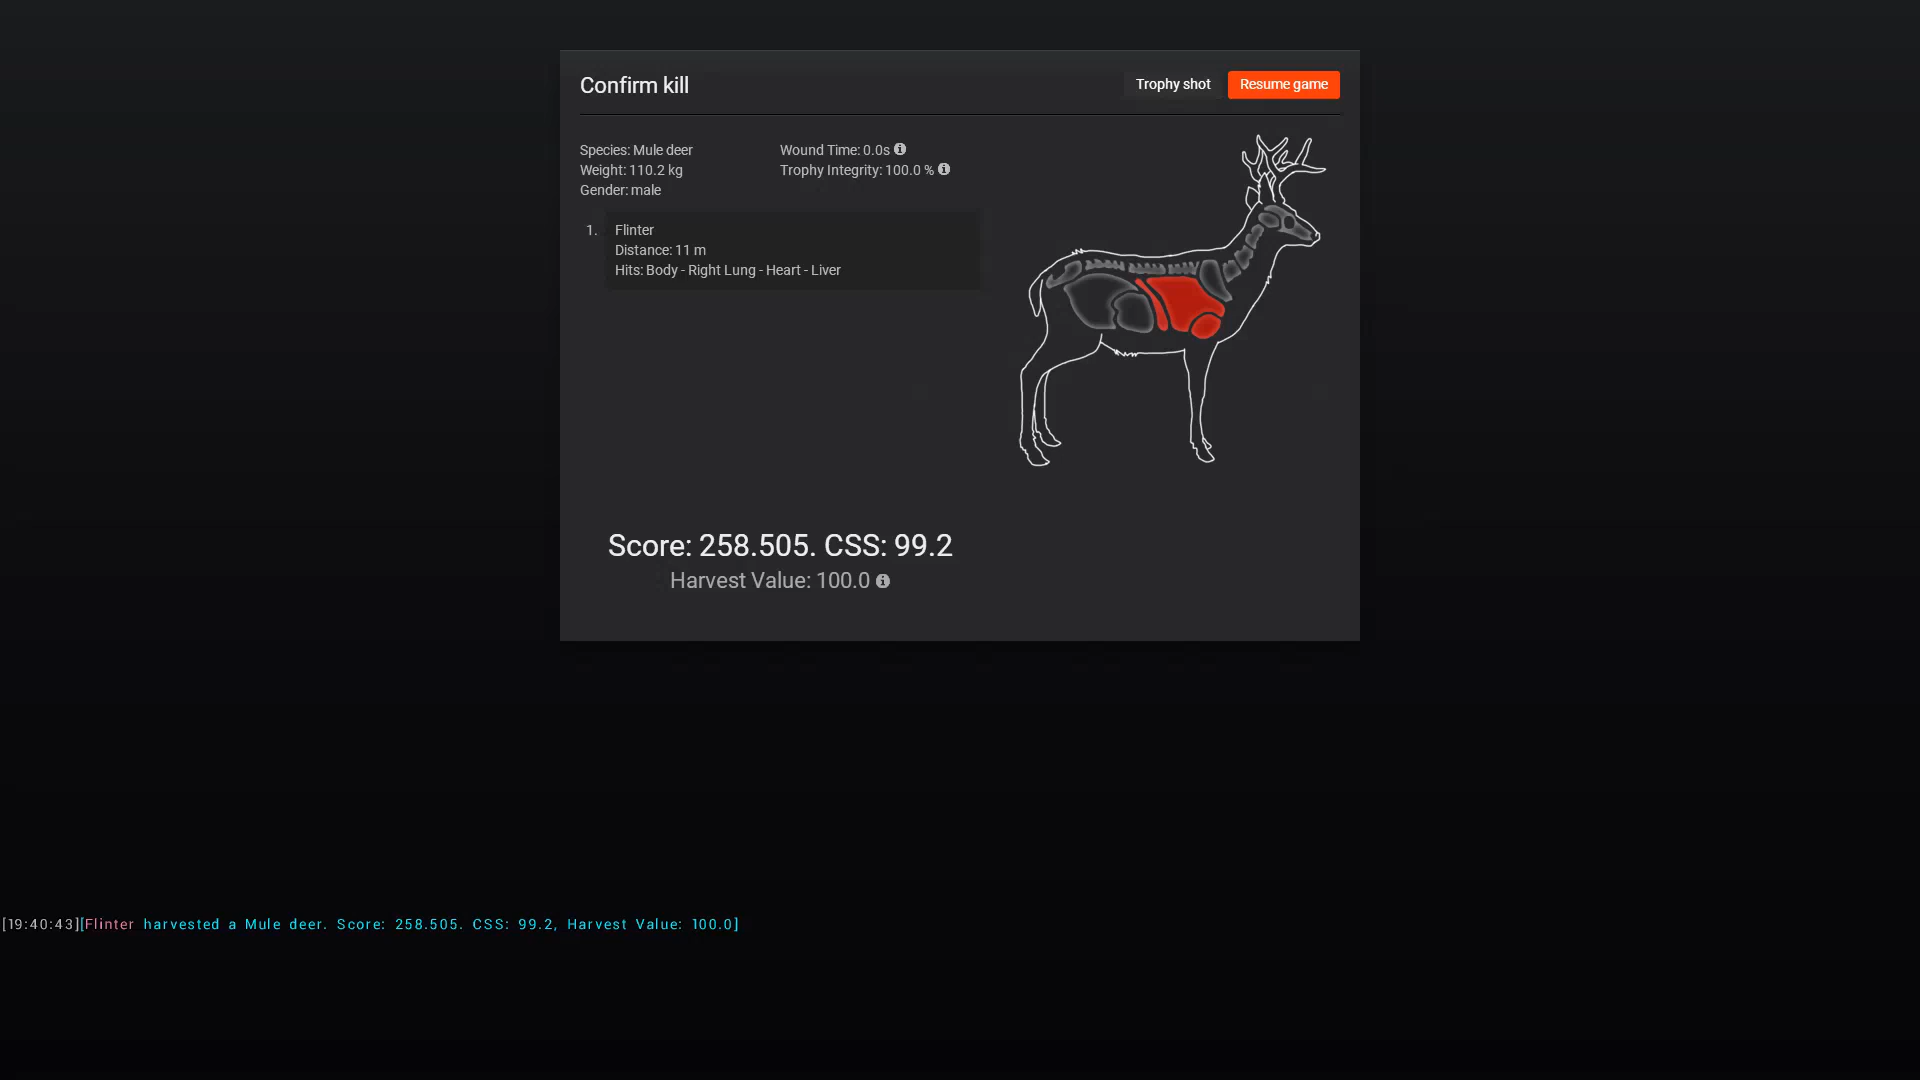 Confirm kill
Trophy shot
Resume game
Species: Mule deer
Weight: 110.2 kg
Gender: male
Wound Time: 0.0s
Trophy Integrity: 100.0 %
1. Flinter
Distance: 11 m
Hits: Body - Right Lung - Heart - Liver
Score: 258.505. CSS: 99.2
Harvest Value: 100.0
[19:40:43][Flinter harvested a Mule deer. Score: 258.505. CSS: 99.2, Harvest Value: 100.0]